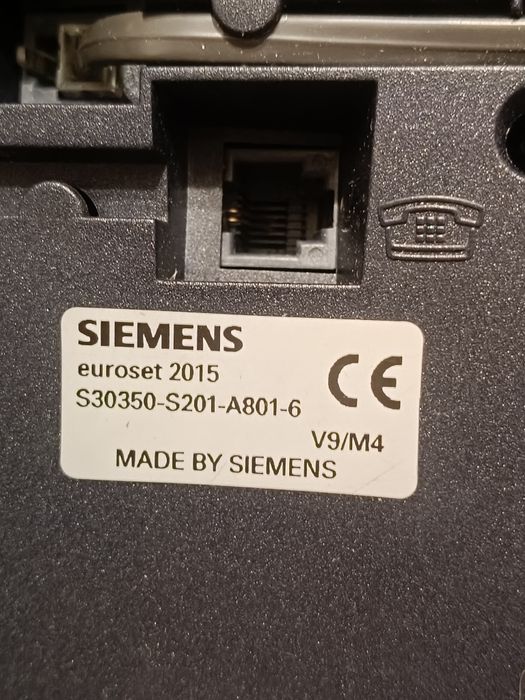 SIEMENS
euroset 2015
S30350-S201-A801-6
CE
V9/M4
MADE BY SIEMENS